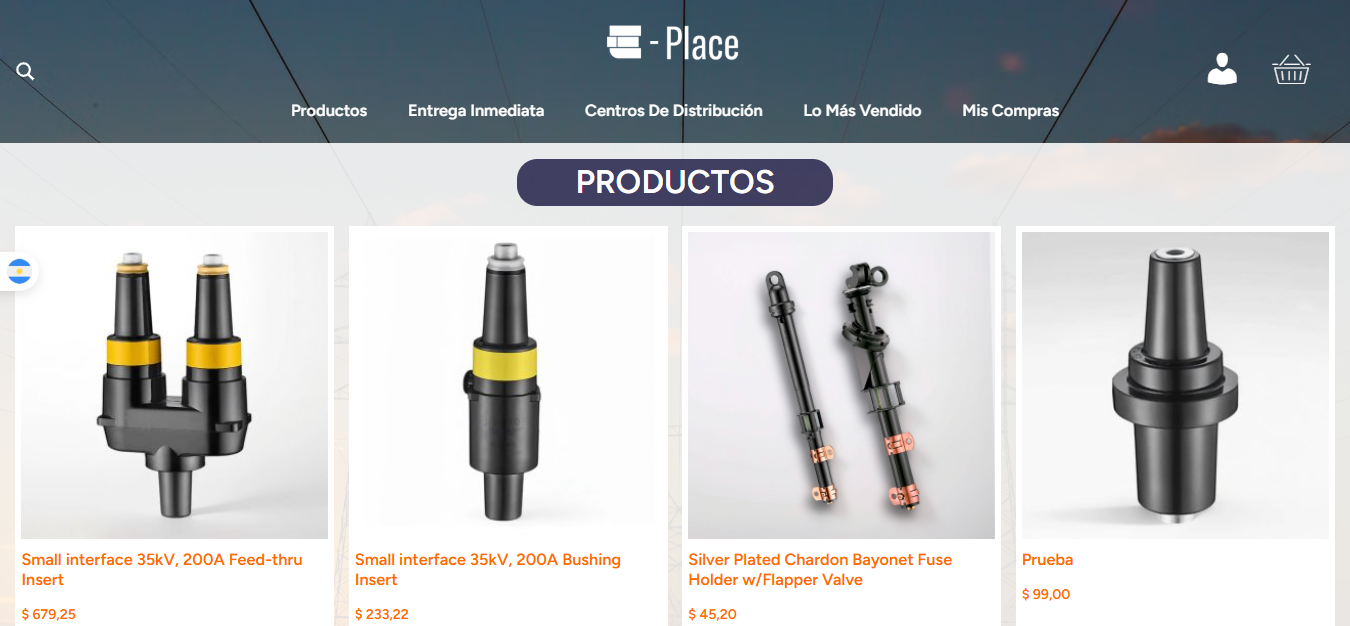 - Place
Productos Entrega Inmediata Centros De Distribución Lo Más Vendido Mis Compras
PRODUCTOS
Small interface 35kV, 200A Feed-thru
Insert
$ 679,25
Small interface 35kV, 200A Bushing
Insert
$ 233,22
Silver Plated Chardon Bayonet Fuse
Holder w/Flapper Valve
$ 45,20
Prueba
$ 99,00